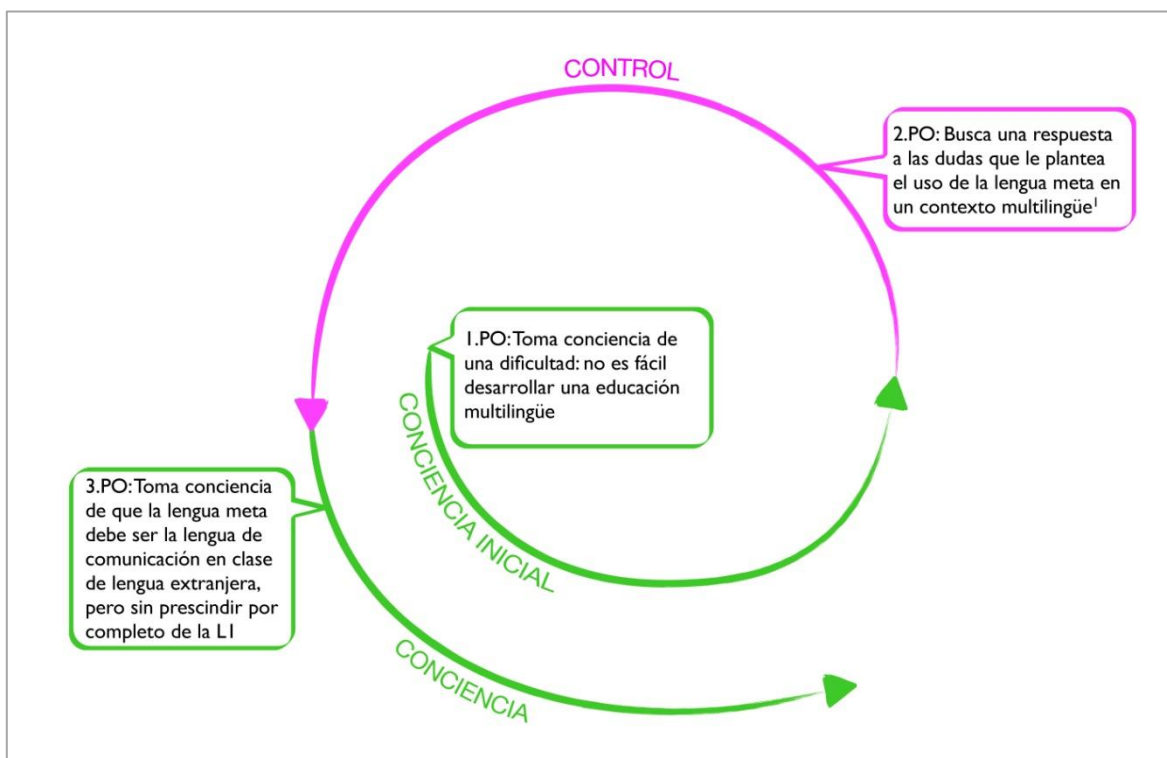 CONTROL
2.PO: Busca una respuesta
a las dudas que le plantea
el uso de la lengua meta en
un contexto multilingüe¹
1.PO: Toma conciencia de
una dificultad: no es fácil
desarrollar una educación
multilingüe
CONCIENCIA INICIAL
3.PO: Toma conciencia
de que la lengua meta
debe ser la lengua de
comunicación en clase
de lengua extranjera,
pero sin prescindir por
completo de la L1
CONCIENCIA